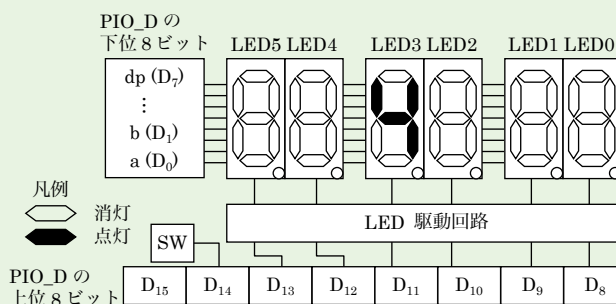 PIO_D の
下位 8 ビット
LED5 LED4 LED3 LED2 LED1 LED0
dp (D₇)
⋮
b (D₁)
a (D₀)
凡例
消灯
点灯
LED 駆動回路
SW
PIO_D の
上位 8 ビット
D₁₅ D₁₄ D₁₃ D₁₂ D₁₁ D₁₀ D₉ D₈